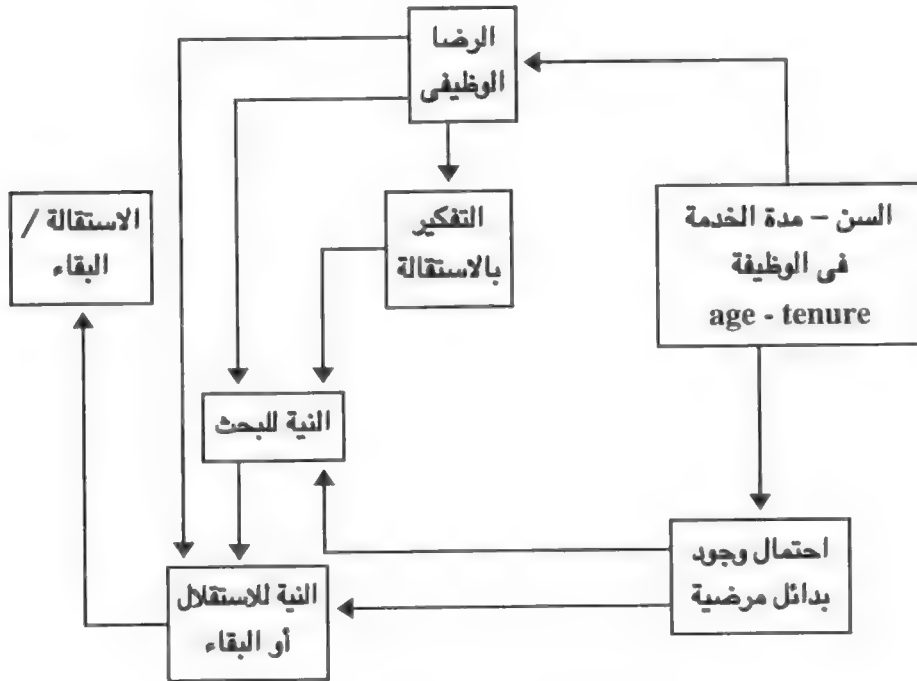 الرضا
الوظيفى
السن – مدة الخدمة
فى الوظيفة
age - tenure
التفكير
بالاستقالة
الاستقالة /
البقاء
النية للبحث
احتمال وجود
بدائل مرضية
النية للاستقلال
أو البقاء